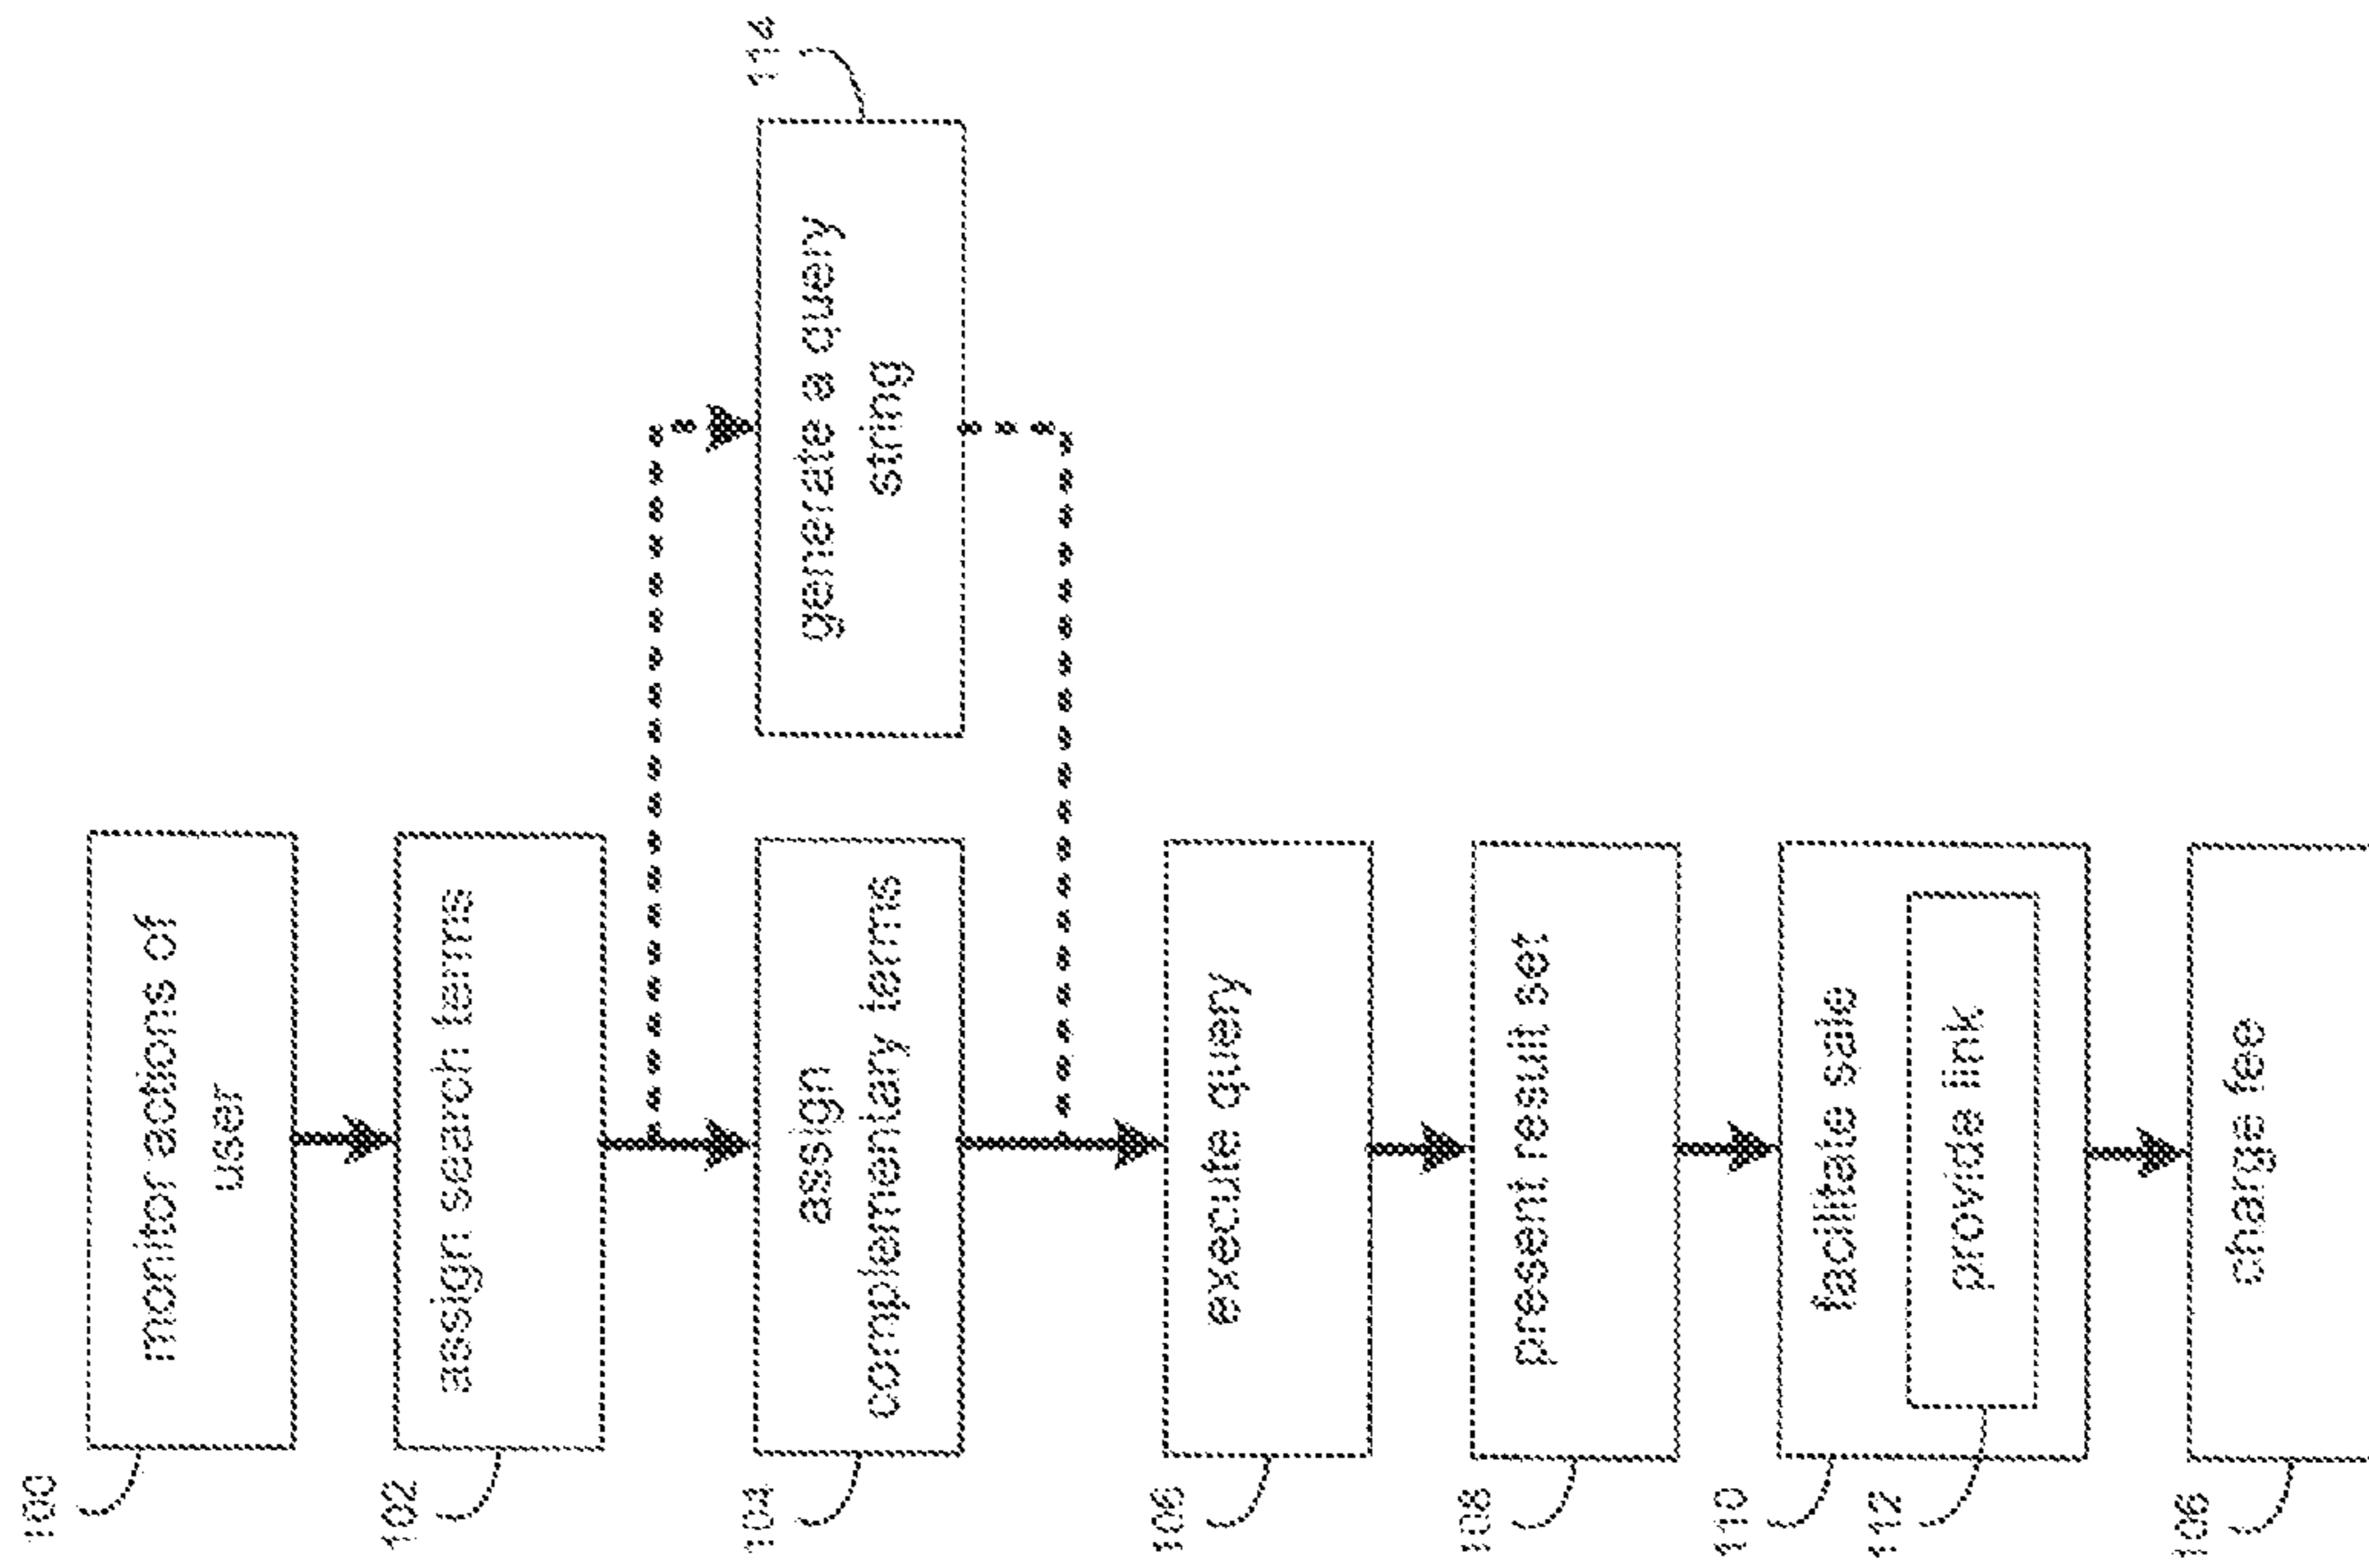 100
monitor actions of
user
102
assign search terms
104
assign
complementary terms
114
generate a query
string
106
execute query
108
present result set
110
facilitate sale
112
provide link
106
charge fee